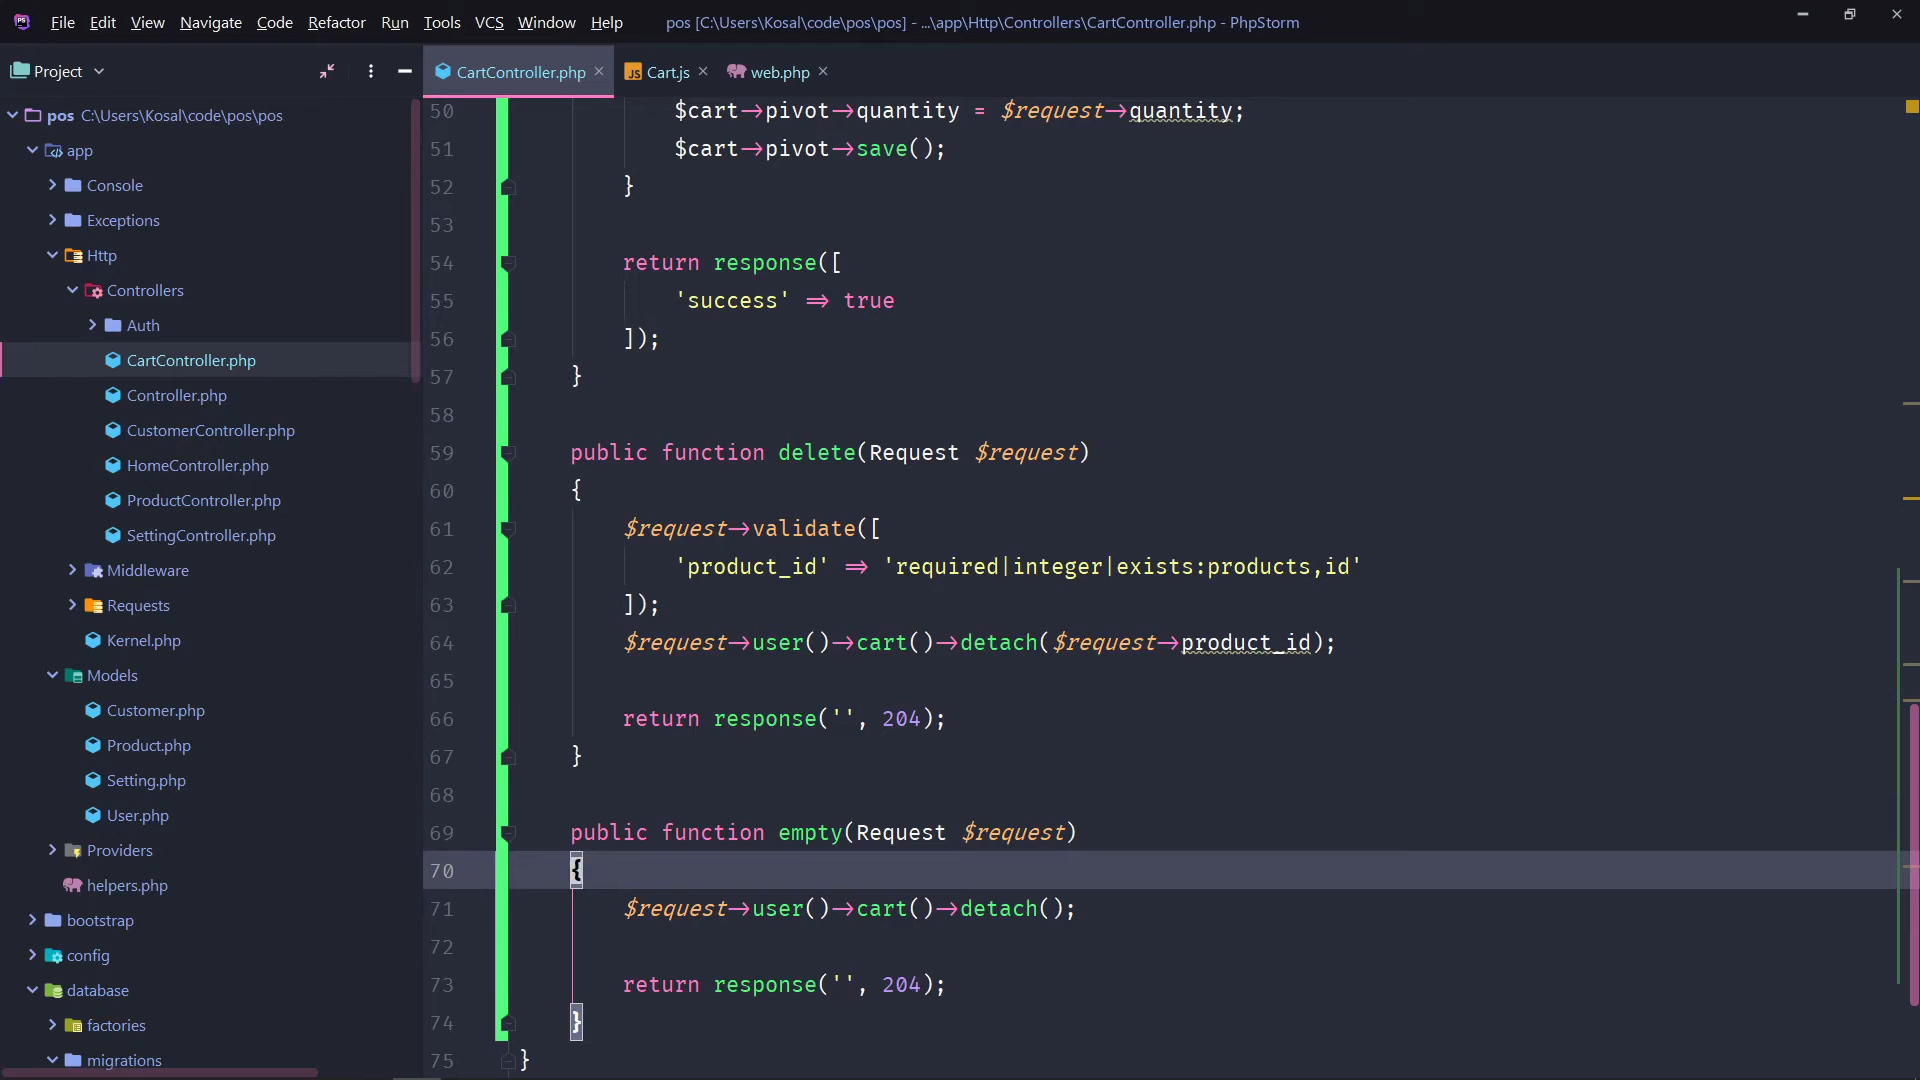 File Edit View Navigate Code Refactor Run Tools VCS Window Help pos [C:\Users\Kosal\code\pos\pos] - ...\app\Http\Controllers\CartController.php - PhpStorm
Project
CartController.php
Cart.js
web.php
pos C:\Users\Kosal\code\pos\pos
app
Console
Exceptions
Http
Controllers
Auth
CartController.php
Controller.php
CustomerController.php
HomeController.php
ProductController.php
SettingController.php
Middleware
Requests
Kernel.php
Models
Customer.php
Product.php
Setting.php
User.php
Providers
helpers.php
bootstrap
config
database
factories
migrations
50 $cart->pivot->quantity = $request->quantity;
51 $cart->pivot->save();
52 }
53
54 return response([
55 'success' => true
56 ]);
57 }
58
59 public function delete(Request $request)
60 {
61 $request->validate([
62 'product_id' => 'required|integer|exists:products,id'
63 ]);
64 $request->user()->cart()->detach($request->product_id);
65
66 return response('', 204);
67 }
68
69 public function empty(Request $request)
70 {
71 $request->user()->cart()->detach();
72
73 return response('', 204);
74 }
75 }